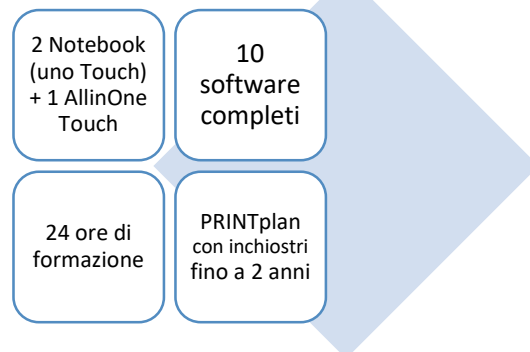 2 Notebook
(uno Touch)
+ 1 AllinOne
Touch
10
software
completi
24 ore di
formazione
PRINTplan
con inchiostri
fino a 2 anni